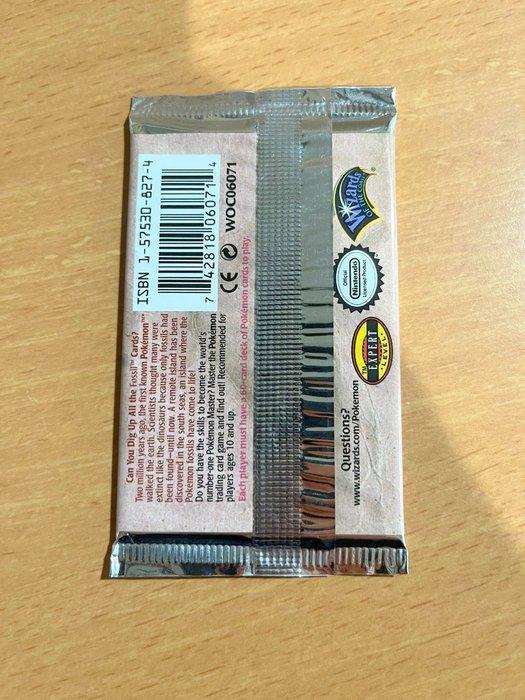 Can You Dig Up All the Fossil™ Cards?
Two million years ago, the first known Pokémon™
walked the earth. Scientists thought many were
extinct like the dinosaurs because only fossils had
been found—until now. A remote island has been
discovered in the south seas, an island where the
Pokémon fossils have come to life!
Do you have the skills to become the world's
number-one Pokémon Master? Master the Pokémon
trading card game and find out! Recommended for
players ages 10 and up.
Each player must have a 60-card deck of Pokémon cards to play.
ISBN 1-57530-827-4
7 42818 06071 4
CE WOC06071
Questions?
www.wizards.com/Pokemon
EXPERT
LEVEL
Official
Nintendo
Licensed Product
Wizards
OF THE COAST
®